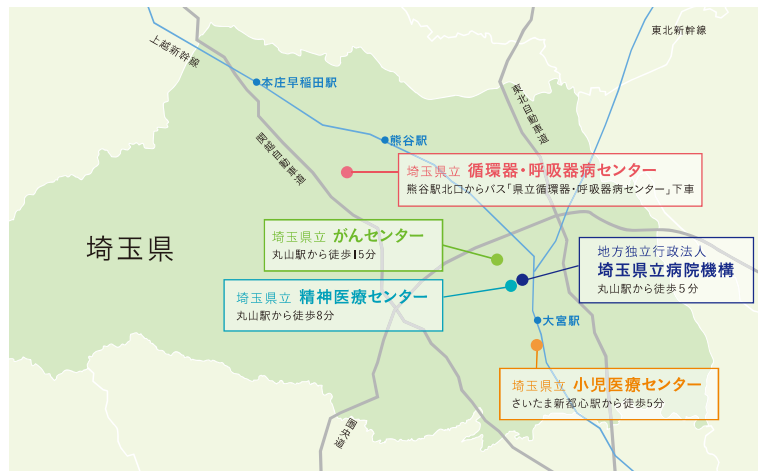 東北新幹線
上越新幹線
本庄早稲田駅
東北自動車道
関越自動車道
熊谷駅
埼玉県立 循環器・呼吸器病センター
熊谷駅北口からバス「県立循環器・呼吸器病センター」下車
埼玉県
埼玉県立 がんセンター
丸山駅から徒歩15分
地方独立行政法人
埼玉県立病院機構
丸山駅から徒歩5分
埼玉県立 精神医療センター
丸山駅から徒歩8分
大宮駅
埼玉県立 小児医療センター
さいたま新都心駅から徒歩5分
圏央道